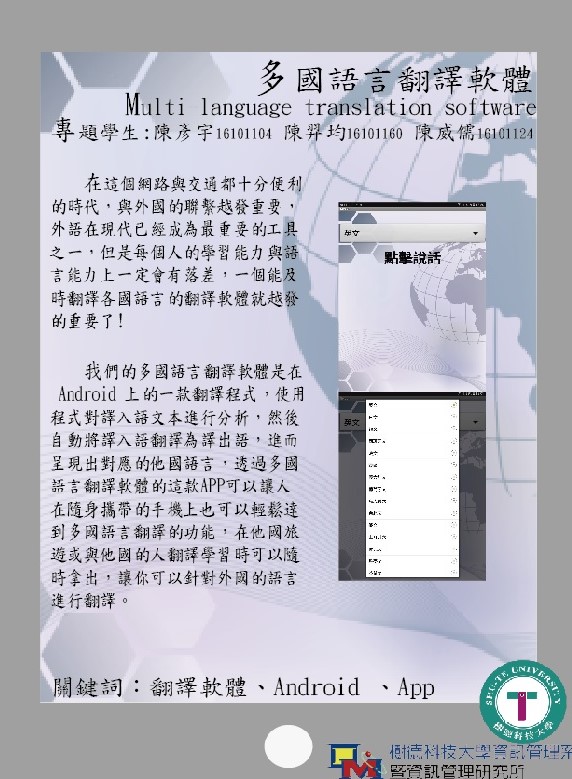 多國語言翻譯軟體
Multi language translation software
專題學生:陳彥宇16101104 陳羿均16101160 陳威儒16101124
在這個網路與交通都十分便利
的時代,與外國的聯繫越發重要,
外語在現代已經成為最重要的工具
之一,但是每個人的學習能力與語
言能力上一定會有落差,一個能及
時翻譯各國語言的翻譯軟體就越發
的重要了!
我們的多國語言翻譯軟體是在
Android 上的一款翻譯程式,使用
程式對譯入語文本進行分析,然後
自動將譯入語翻譯為譯出語,進而
呈現出對應的他國語言,透過多國
語言翻譯軟體的這款APP可以讓人
在隨身攜帶的手機上也可以輕鬆達
到多國語言翻譯的功能,在他國旅
遊或與他國的人翻譯學習時可以隨
時拿出,讓你可以針對外國的語言
進行翻譯。
英文
點擊說話
英文
關鍵詞:翻譯軟體、Android 、App
SHU-TE UNIVERSITY
樹德科技大學
樹德科技大學資訊管理系
暨資訊管理研究所